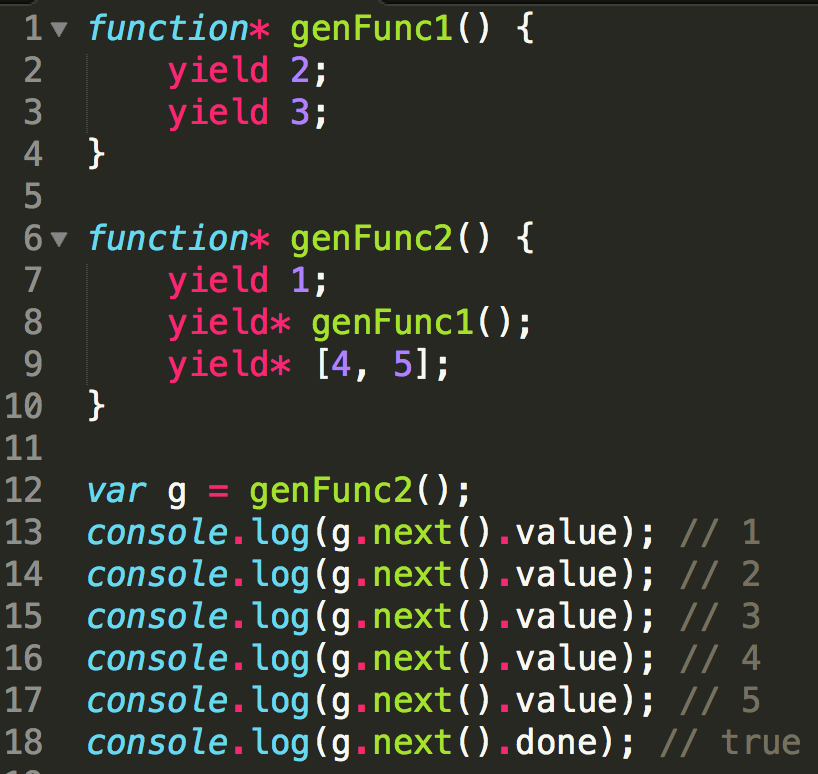 1 function* genFunc1() {
2     yield 2;
3     yield 3;
4 }
5
6 function* genFunc2() {
7     yield 1;
8     yield* genFunc1();
9     yield* [4, 5];
10 }
11
12 var g = genFunc2();
13 console.log(g.next().value); // 1
14 console.log(g.next().value); // 2
15 console.log(g.next().value); // 3
16 console.log(g.next().value); // 4
17 console.log(g.next().value); // 5
18 console.log(g.next().done); // true